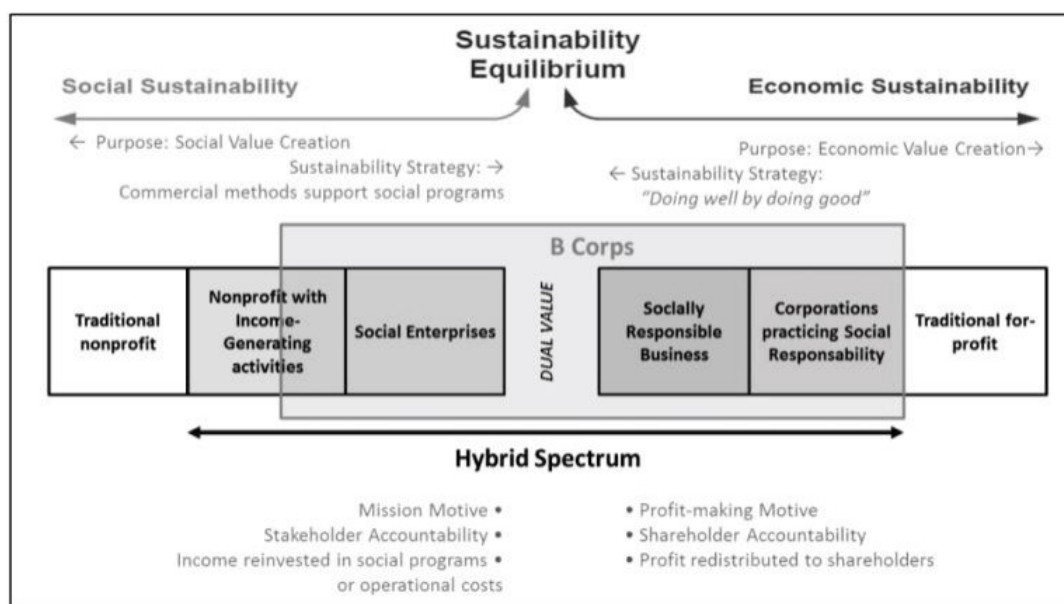 Sustainability
Equilibrium
Social Sustainability
Economic Sustainability
← Purpose: Social Value Creation
Sustainability Strategy: →
Commercial methods support social programs
Purpose: Economic Value Creation→
← Sustainability Strategy:
“Doing well by doing good”
B Corps
Traditional
nonprofit
Nonprofit with
Income-
Generating
activities
Social Enterprises
DUAL VALUE
Socially
Responsible
Business
Corporations
practicing Social
Responsability
Traditional for-
profit
Hybrid Spectrum
Mission Motive •
Stakeholder Accountability •
Income reinvested in social programs •
or operational costs
• Profit-making Motive
• Shareholder Accountability
• Profit redistributed to shareholders